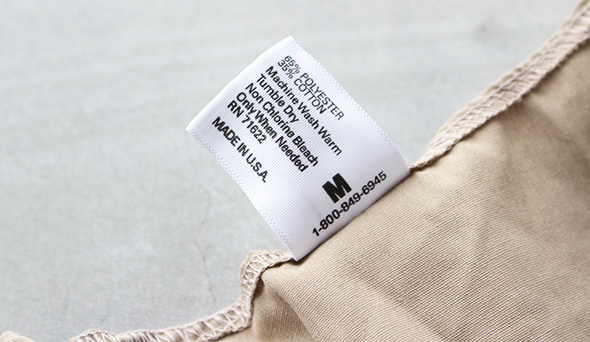 65% POLYESTER
35% COTTON
Machine Wash Warm
Tumble Dry
Non Chlorine Bleach
Only When Needed
RN 71622
MADE IN U.S.A.
M
1-800-849-6945